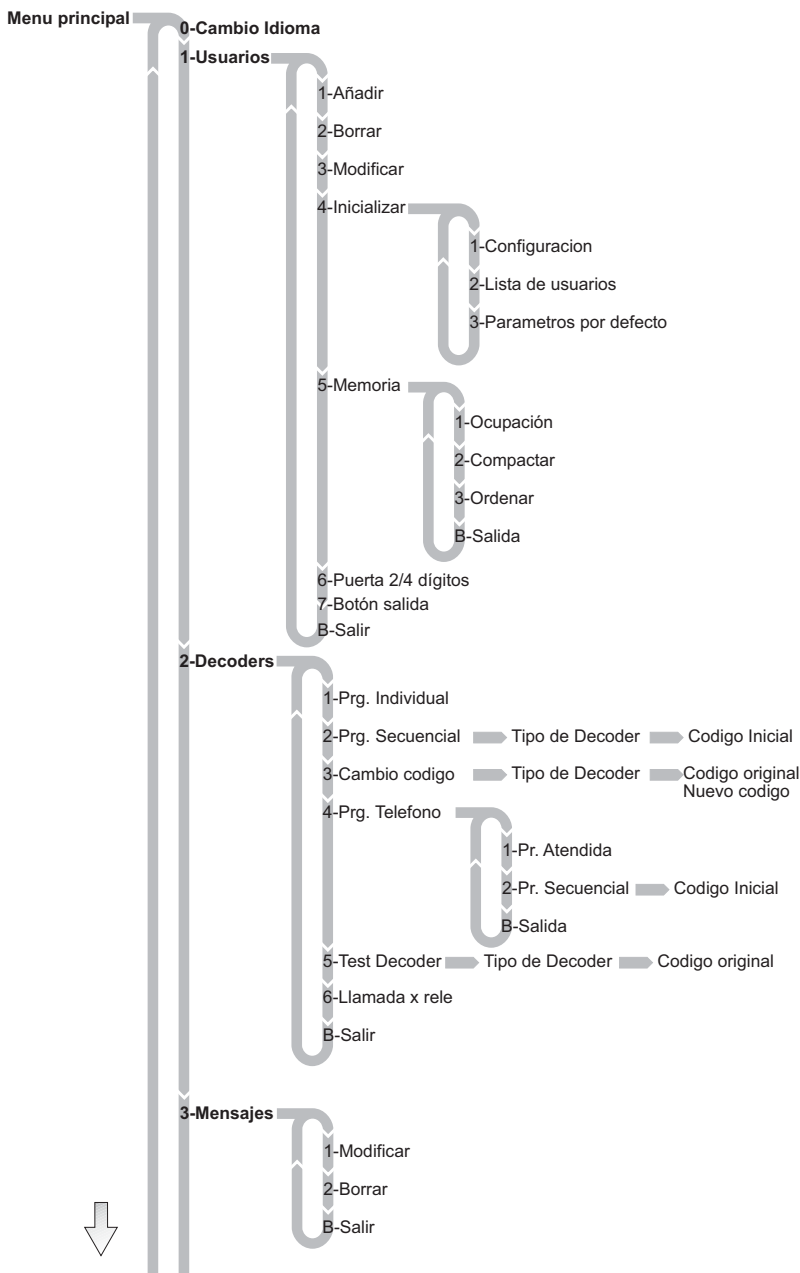 Menu principal
0-Cambio Idioma
1-Usuarios
1-Añadir
2-Borrar
3-Modificar
4-Inicializar
1-Configuracion
2-Lista de usuarios
3-Parametros por defecto
5-Memoria
1-Ocupación
2-Compactar
3-Ordenar
B-Salida
6-Puerta 2/4 dígitos
7-Botón salida
B-Salir
2-Decoders
1-Prg. Individual
2-Prg. Secuencial Tipo de Decoder Codigo Inicial
3-Cambio codigo Tipo de Decoder Codigo original
Nuevo codigo
4-Prg. Telefono
1-Pr. Atendida
2-Pr. Secuencial Codigo Inicial
B-Salida
5-Test Decoder Tipo de Decoder Codigo original
6-Llamada x rele
B-Salir
3-Mensajes
1-Modificar
2-Borrar
B-Salir